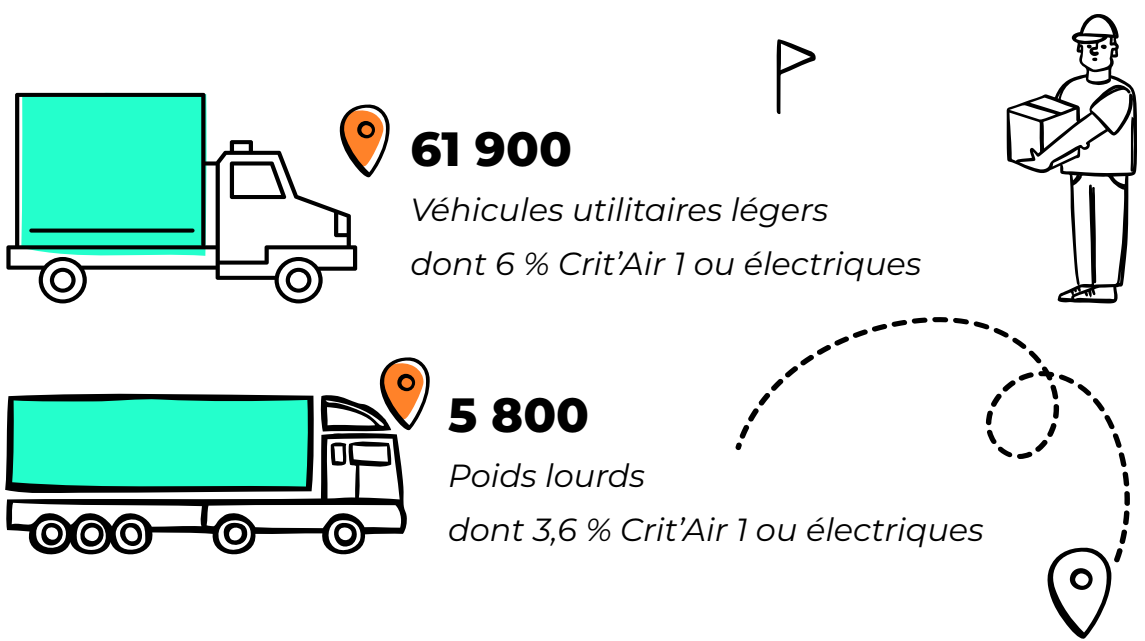 61 900
Véhicules utilitaires légers
dont 6 % Crit’Air 1 ou électriques
5 800
Poids lourds
dont 3,6 % Crit’Air 1 ou électriques